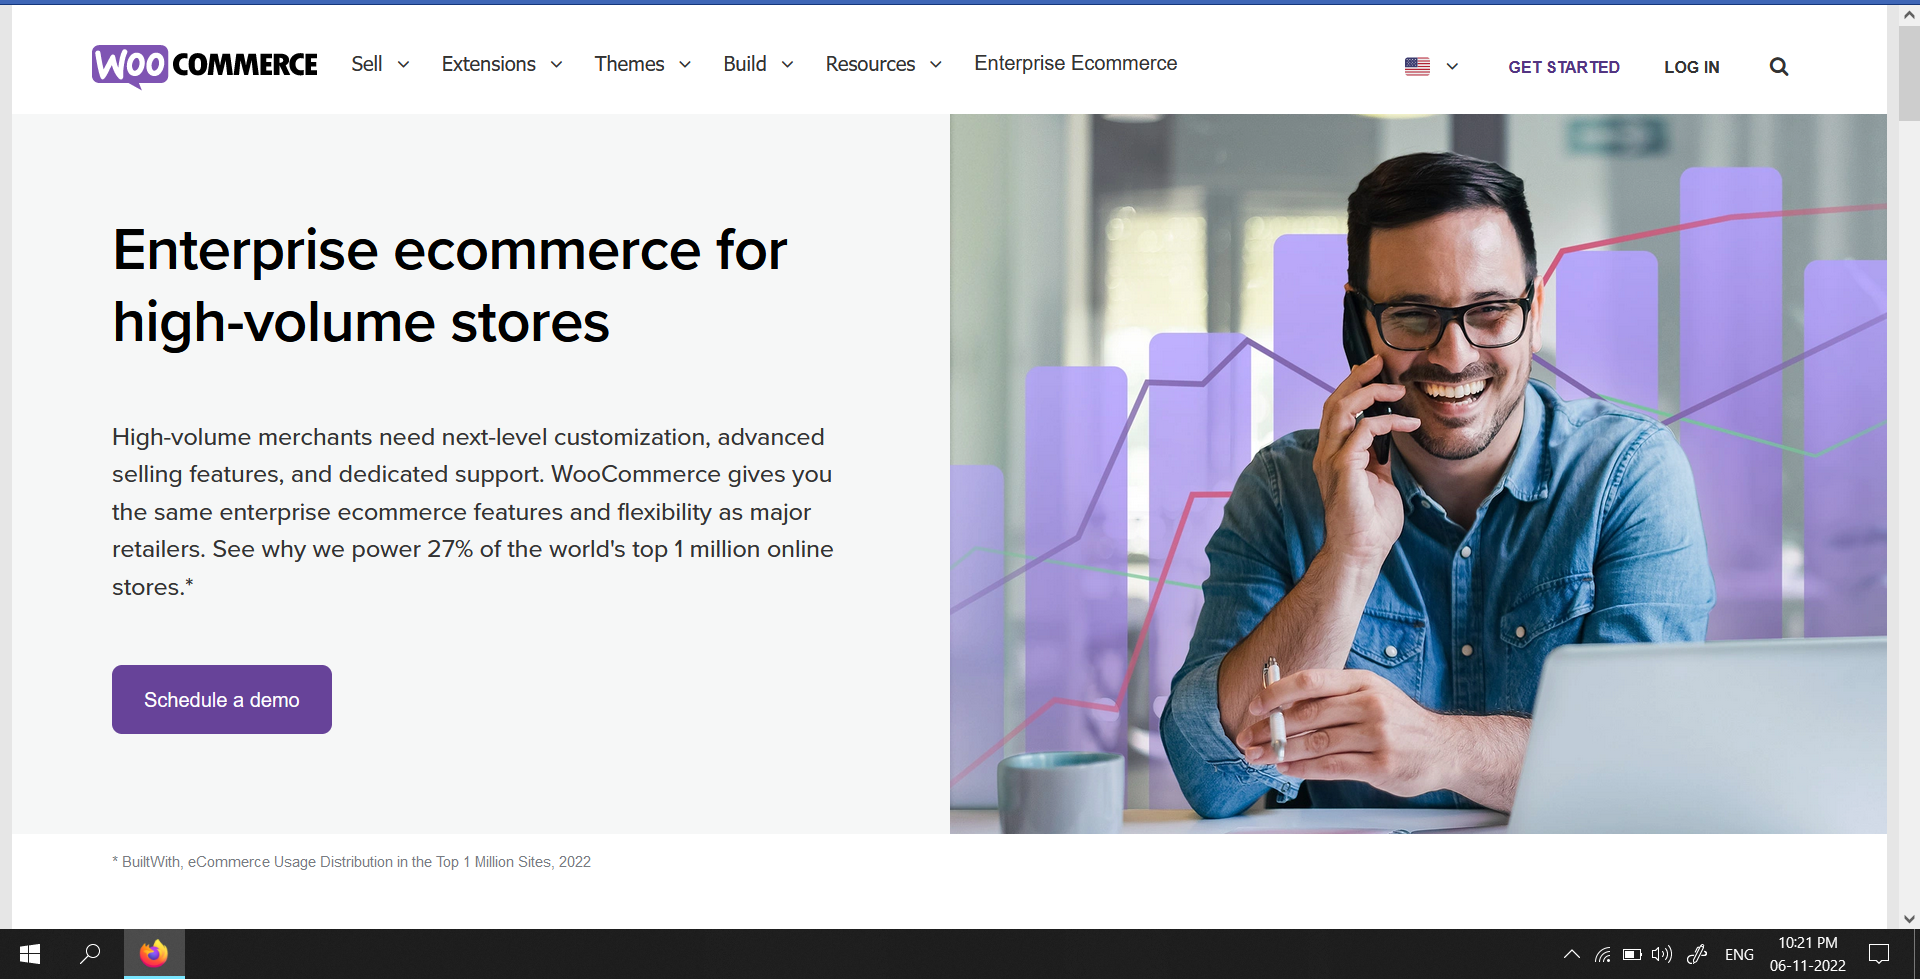 WOO COMMERCE
Sell
Extensions
Themes
Build
Resources
Enterprise Ecommerce
GET STARTED
LOG IN
Enterprise ecommerce for
high-volume stores
High-volume merchants need next-level customization, advanced
selling features, and dedicated support. WooCommerce gives you
the same enterprise ecommerce features and flexibility as major
retailers. See why we power 27% of the world's top 1 million online
stores.*
Schedule a demo
* BuiltWith, eCommerce Usage Distribution in the Top 1 Million Sites, 2022
ENG
10:21 PM
06-11-2022